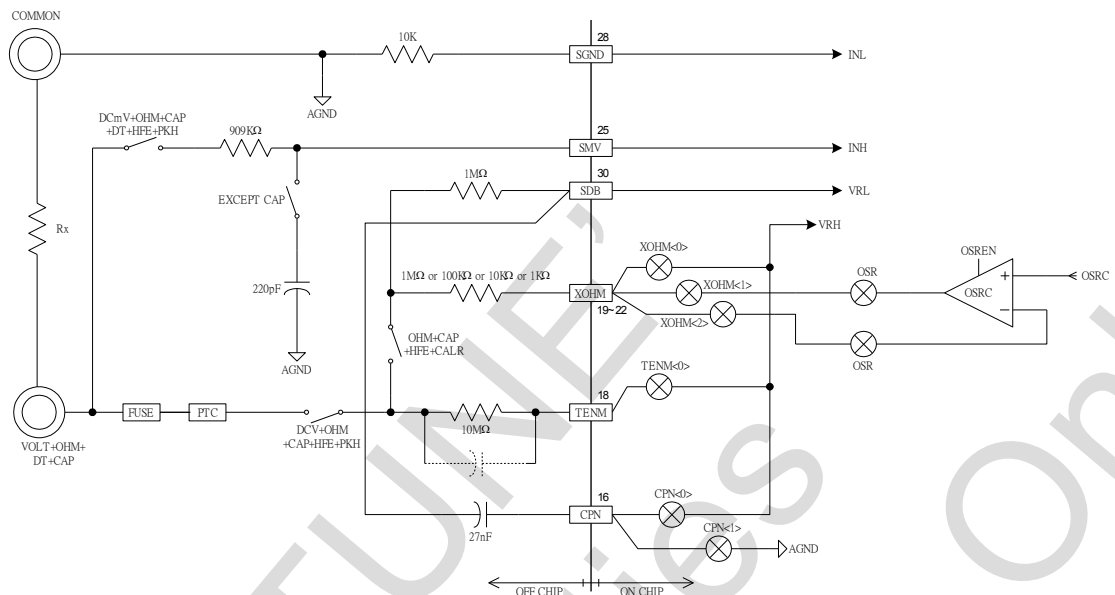 COMMON
10K
28
SGND
INL
AGND
DCmV+OHM+CAP
+DT+HFE+PKH
909KΩ
25
SMV
INH
EXCEPT CAP
1MΩ
30
SDB
VRL
VRH
Rx
220pF
AGND
1MΩ or 100KΩ or 10KΩ or 1KΩ
XOHM
19~22
XOHM<0>
XOHM<1>
XOHM<2>
OSR
OSR
OSREN
OSRC
+
-
OSRC
OHM+CAP
+HFE+CALR
VOLT+OHM+
DT+CAP
FUSE
PTC
DCV+OHM
+CAP+HFE+PKH
10MΩ
18
TENM
TENM<0>
27nF
16
CPN
CPN<0>
CPN<1>
AGND
OFF CHIP
ON CHIP
TUNE'
ies
On